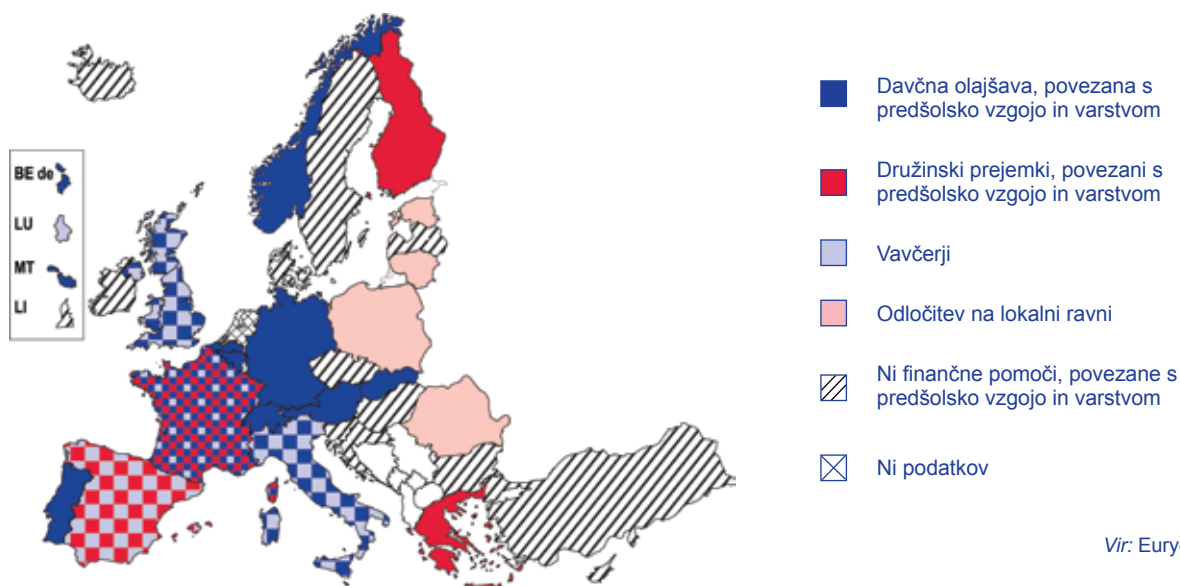 BE de
LU
MT
LI
Davčna olajšava, povezana s
predšolsko vzgojo in varstvom
Družinski prejemki, povezani s
predšolsko vzgojo in varstvom
Vavčerji
Odločitev na lokalni ravni
Ni finančne pomoči, povezane s
predšolsko vzgojo in varstvom
Ni podatkov
Vir: Eury